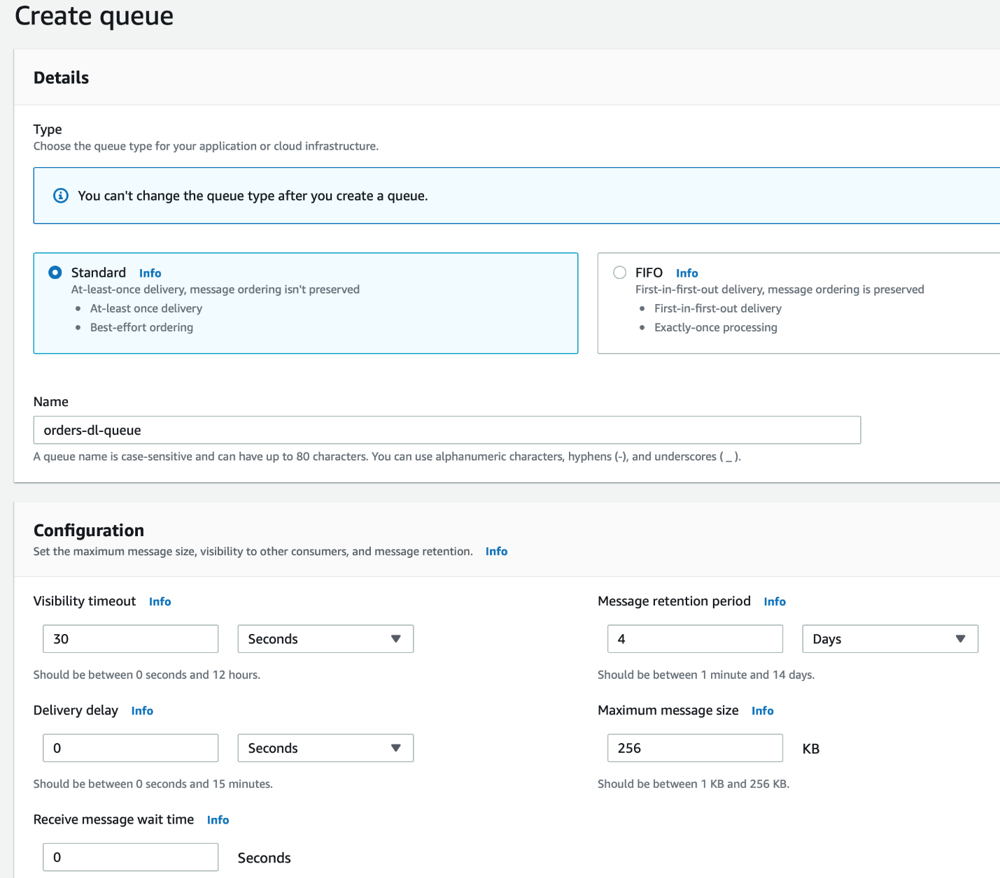 Create queue
Details
Type
Choose the queue type for your application or cloud infrastructure.
You can't change the queue type after you create a queue.
Standard Info
At-least-once delivery, message ordering isn't preserved
• At-least once delivery
• Best-effort ordering
FIFO Info
First-in-first-out delivery, message ordering is preserved
• First-in-first-out delivery
• Exactly-once processing
Name
orders-dl-queue
A queue name is case-sensitive and can have up to 80 characters. You can use alphanumeric characters, hyphens (-), and underscores ( _ ).
Configuration
Set the maximum message size, visibility to other consumers, and message retention. Info
Visibility timeout Info
30 Seconds
Should be between 0 seconds and 12 hours.
Message retention period Info
4 Days
Should be between 1 minute and 14 days.
Delivery delay Info
0 Seconds
Should be between 0 seconds and 15 minutes.
Maximum message size Info
256 KB
Should be between 1 KB and 256 KB.
Receive message wait time Info
0 Seconds